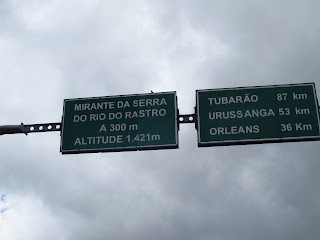 MIRANTE DA SERRA
DO RIO DO RASTRO
A 300 m
ALTITUDE 1.421m
TUBARÃO 87 km
URUSSANGA 53 km
ORLEANS 36 Km